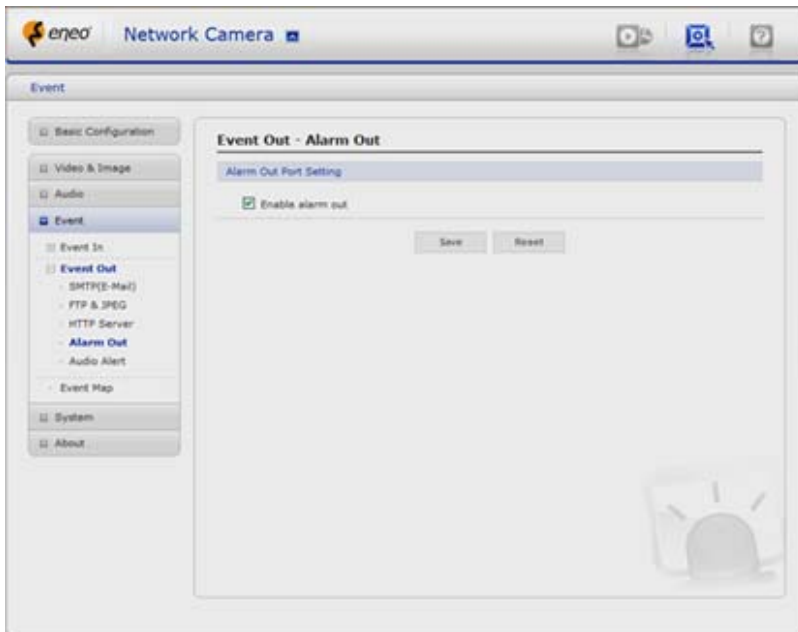 eneo Network Camera
?
Event
Basic Configuration
Video & Image
Audio
Event
Event In
Event Out
SMTP(E-Mail)
FTP & JPEG
HTTP Server
Alarm Out
Audio Alert
Event Map
System
About
Event Out - Alarm Out
Alarm Out Port Setting
Enable alarm out
Save Reset